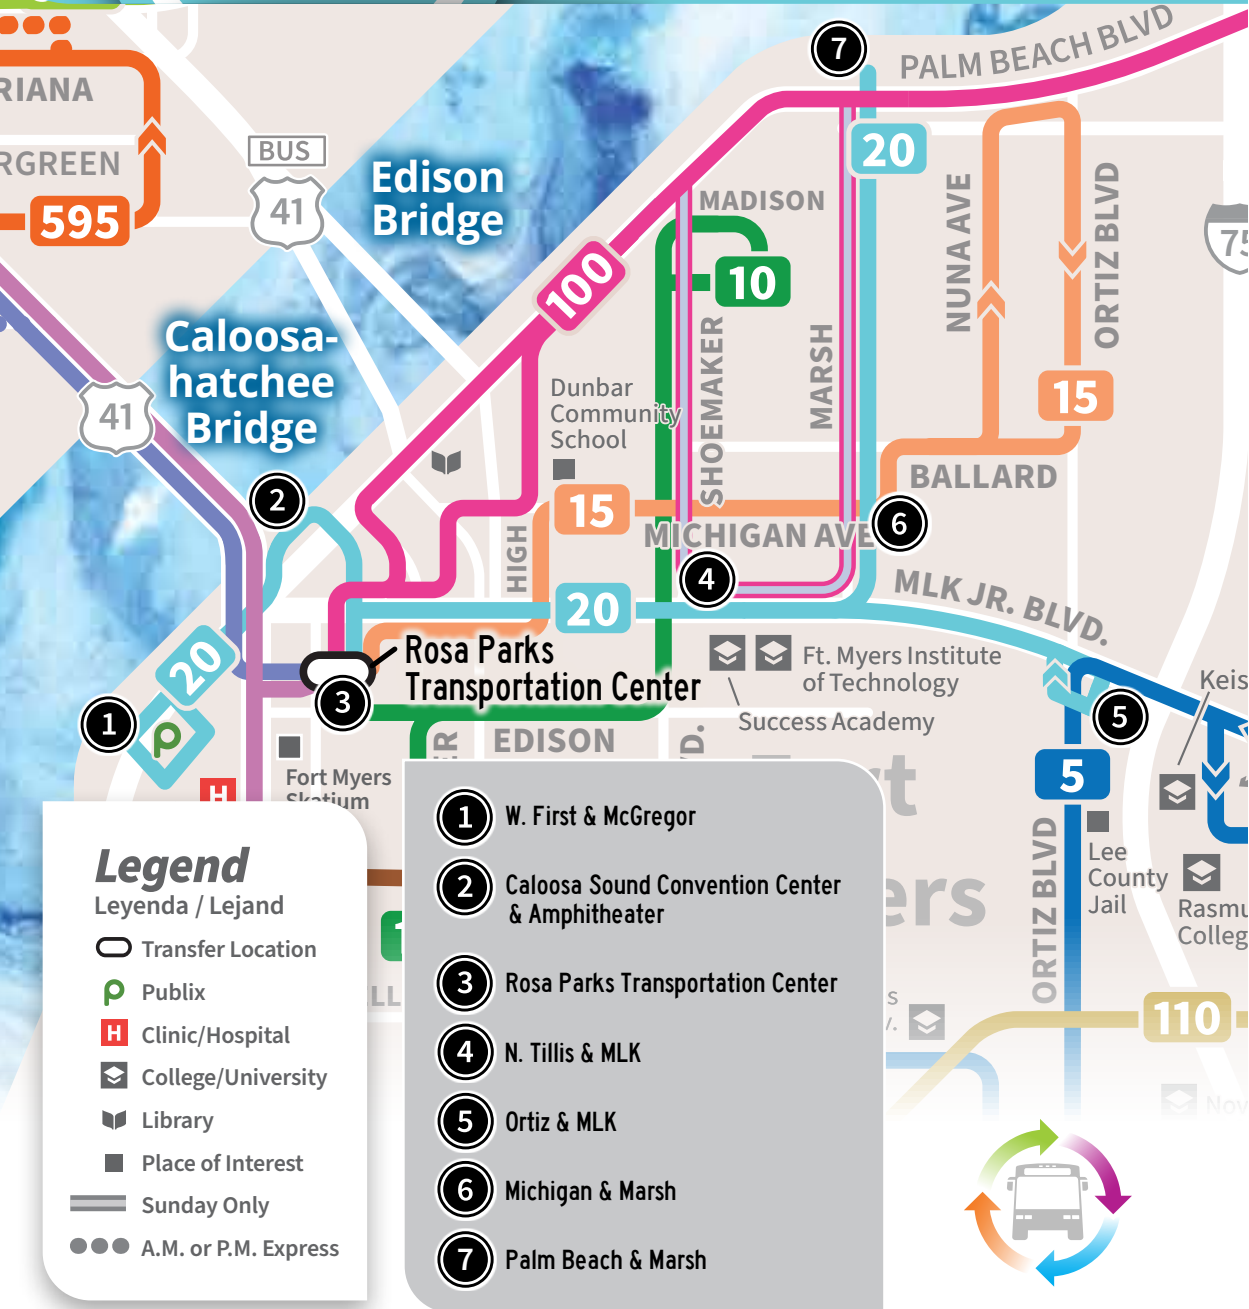 7
PALM BEACH BLVD
RIANA
RGREEN
595
BUS
41
Edison
Bridge
20
MADISON
NUNA AVE
ORTIZ BLVD
100
10
Caloosa-
hatchee
Bridge
41
SHOEMAKER
MARSH
Dunbar
Community
School
15
BALLARD
2
15
HIGH
MICHIGAN AVE
6
4
20
MLK JR. BLVD.
20
Rosa Parks
Transportation Center
3
Ft. Myers Institute
of Technology
Success Academy
Keis
1
5
EDISON
Fort Myers
Skatium
H
5
ORTIZ BLVD
Lee
County
Jail
Rasmu
Colleg
ers
110
Nov
Legend
Leyenda / Lejand
Transfer Location
Publix
H Clinic/Hospital
College/University
Library
Place of Interest
Sunday Only
A.M. or P.M. Express
1 W. First & McGregor
2 Caloosa Sound Convention Center
& Amphitheater
3 Rosa Parks Transportation Center
4 N. Tillis & MLK
5 Ortiz & MLK
6 Michigan & Marsh
7 Palm Beach & Marsh